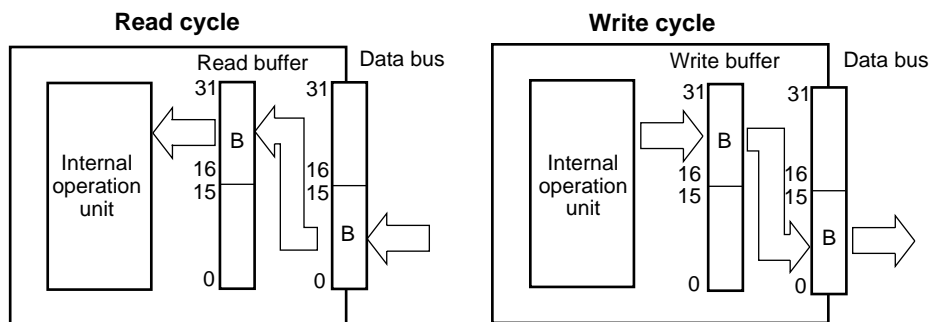 Read cycle
Read buffer
Data bus
31
31
B
Internal
operation
unit
16
15
16
15
B
0
0
Write cycle
Write buffer
Data bus
31
31
B
Internal
operation
unit
16
15
16
15
B
0
0